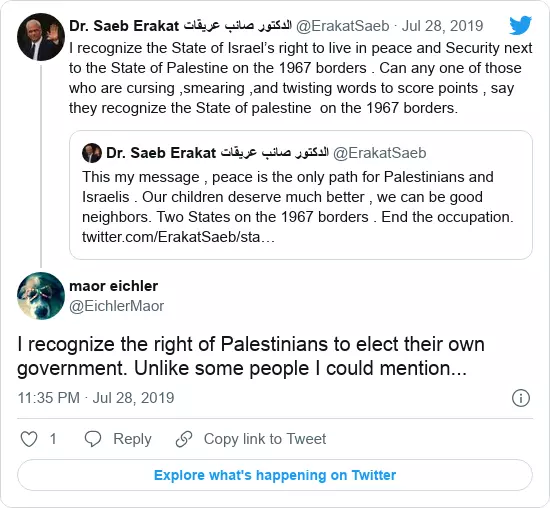 Dr. Saeb Erakat الدكتور صائب عريقات @ErakatSaeb · Jul 28, 2019
I recognize the State of Israel's right to live in peace and Security next
to the State of Palestine on the 1967 borders . Can any one of those
who are cursing ,smearing ,and twisting words to score points , say
they recognize the State of palestine  on the 1967 borders.
Dr. Saeb Erakat الدكتور صائب عريقات @ErakatSaeb
This my message , peace is the only path for Palestinians and
Israelis . Our children deserve much better , we can be good
neighbors. Two States on the 1967 borders . End the occupation.
twitter.com/ErakatSaeb/sta…
maor eichler
@EichlerMaor
I recognize the right of Palestinians to elect their own
government. Unlike some people I could mention...
11:35 PM · Jul 28, 2019
1 Reply Copy link to Tweet
Explore what's happening on Twitter